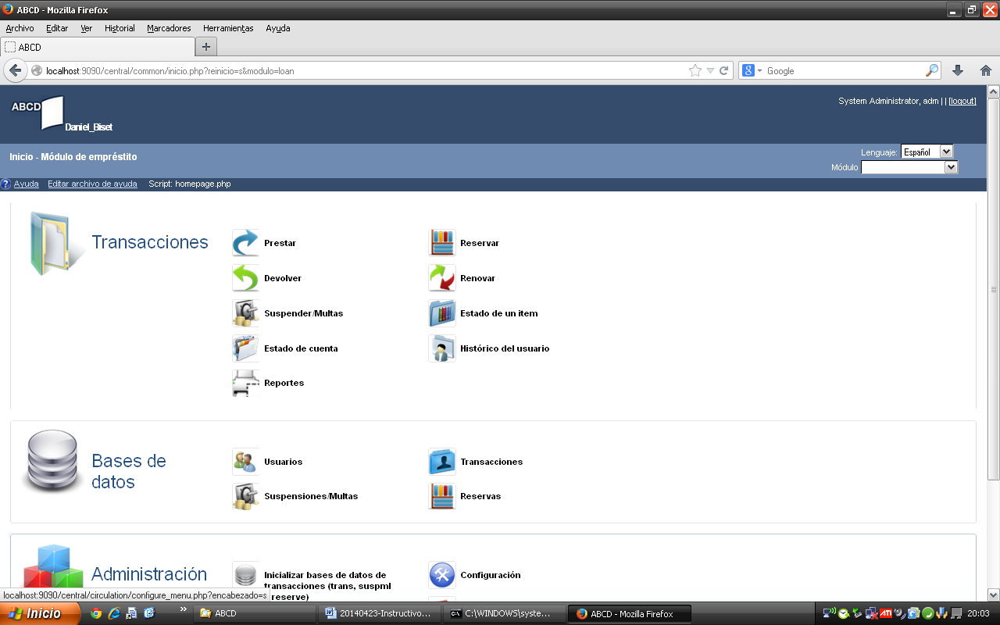 ABCD - Mozilla Firefox
Archivo Editar Ver Historial Marcadores Herramientas Ayuda
ABCD
localhost:9090/central/common/inicio.php?reinicio=s&modulo=loan
Google
ABCD
Daniel_Biset
System Administrator, adm | | [logout]
Inicio - Módulo de empréstito
Lenguaje: Español
Módulo
Ayuda Editar archivo de ayuda Script: homepage.php
Transacciones
Prestar
Reservar
Devolver
Renovar
Suspender/Multas
Estado de un item
Estado de cuenta
Histórico del usuario
Reportes
Bases de datos
Usuarios
Transacciones
Suspensiones/Multas
Reservas
Administración
Inicializar bases de datos de
transacciones (trans, suspml
reserve)
Configuración
localhost:9090/central/circulation/configure_menu.php?encabezado=s
Inicio
ABCD
20140423-Instructivo...
C:\WINDOWS\syste...
ABCD - Mozilla Firefox
ATI
20:03